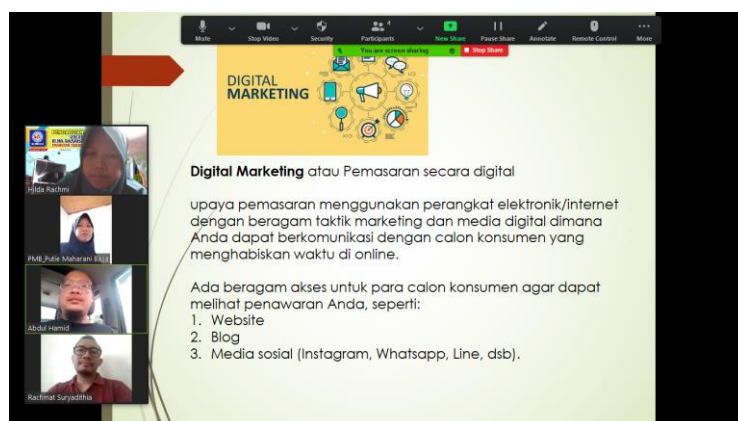 Mute
Stop Video
Security
Participants
4
New Share
Pause Share
Annotate
Remote Control
More
You are screen sharing
Stop Share
DIGITAL
MARKETING
Digital Marketing atau Pemasaran secara digital
upaya pemasaran menggunakan perangkat elektronik/internet
dengan beragam taktik marketing dan media digital dimana
Anda dapat berkomunikasi dengan calon konsumen yang
menghabiskan waktu di online.
Ada beragam akses untuk para calon konsumen agar dapat
melihat penawaran Anda, seperti:
1. Website
2. Blog
3. Media sosial (Instagram, Whatsapp, Line, dsb).
Hilda Rachmi
PMB_Putie Maharani
Abdul Hamid
Rachmat Suryadithia